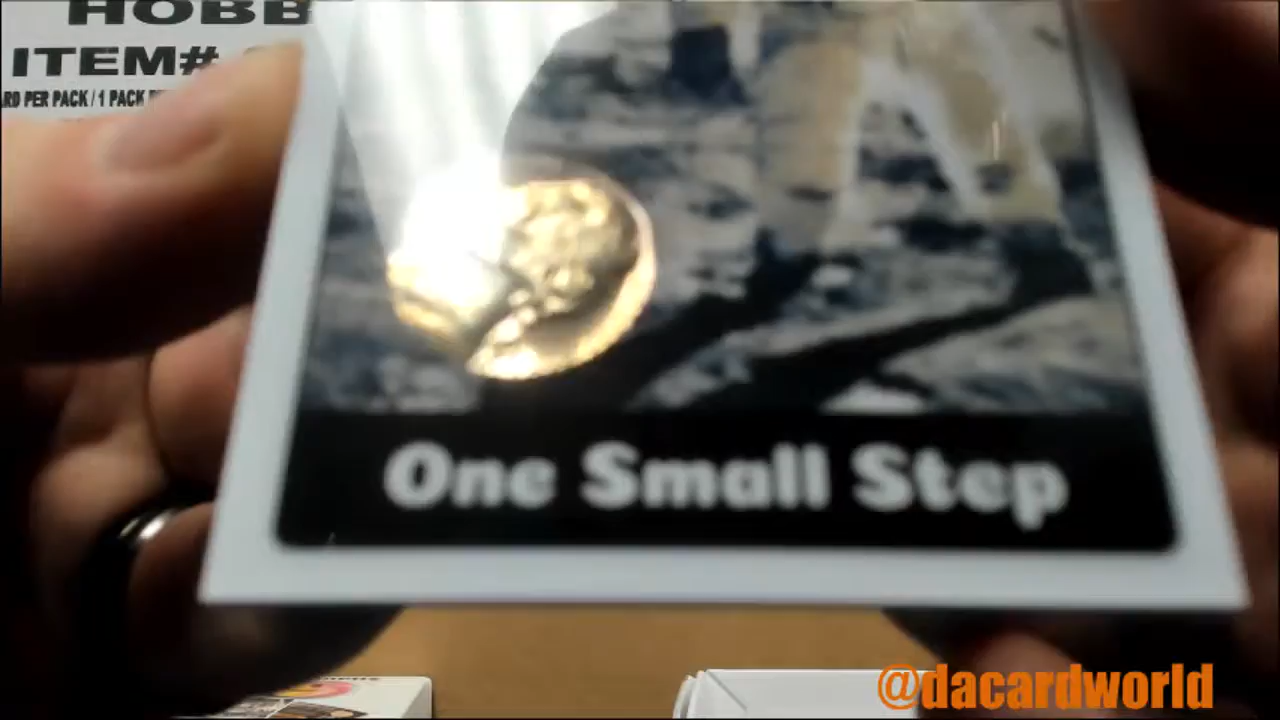 HOBB
ITEM#
RD PER PACK / 1 PACK
One Small Step
@dacardworld